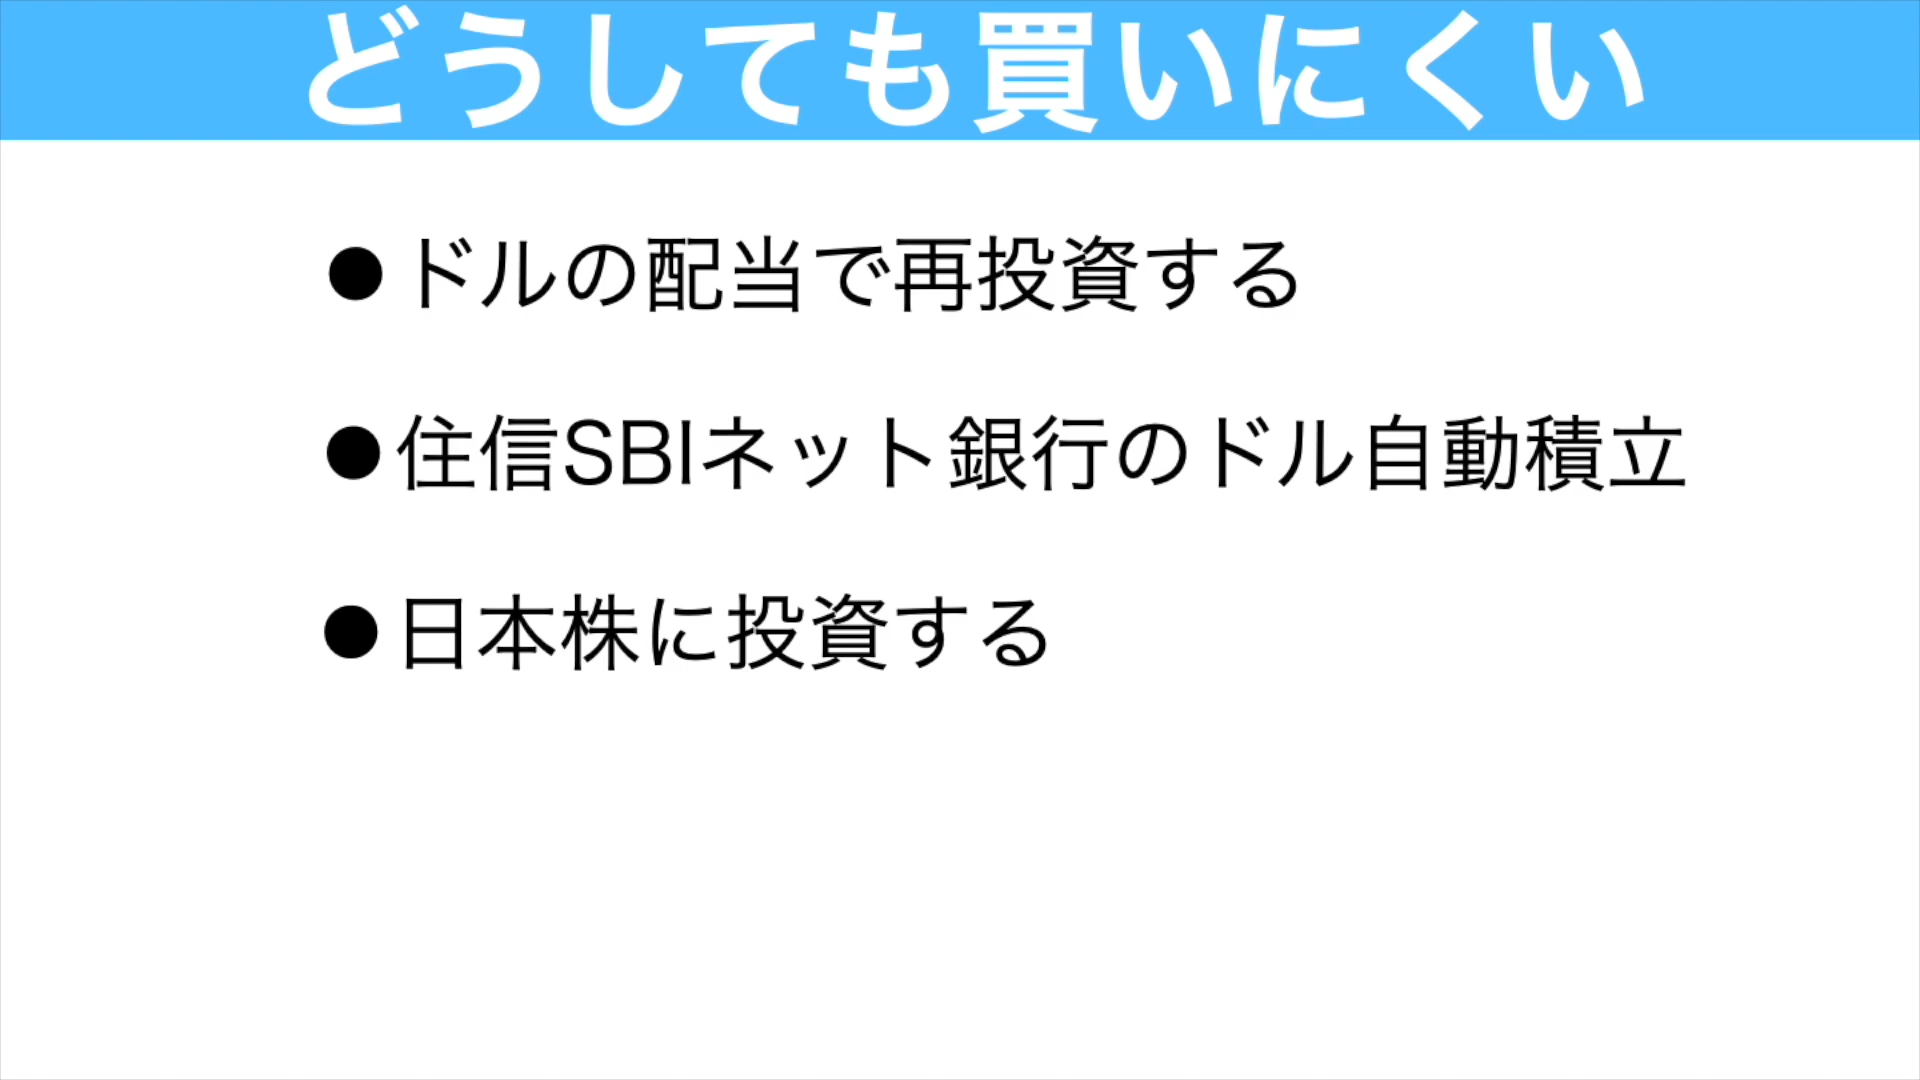 どうしても買いにくい
●ドルの配当で再投資する
●住信SBIネット銀行のドル自動積立
●日本株に投資する